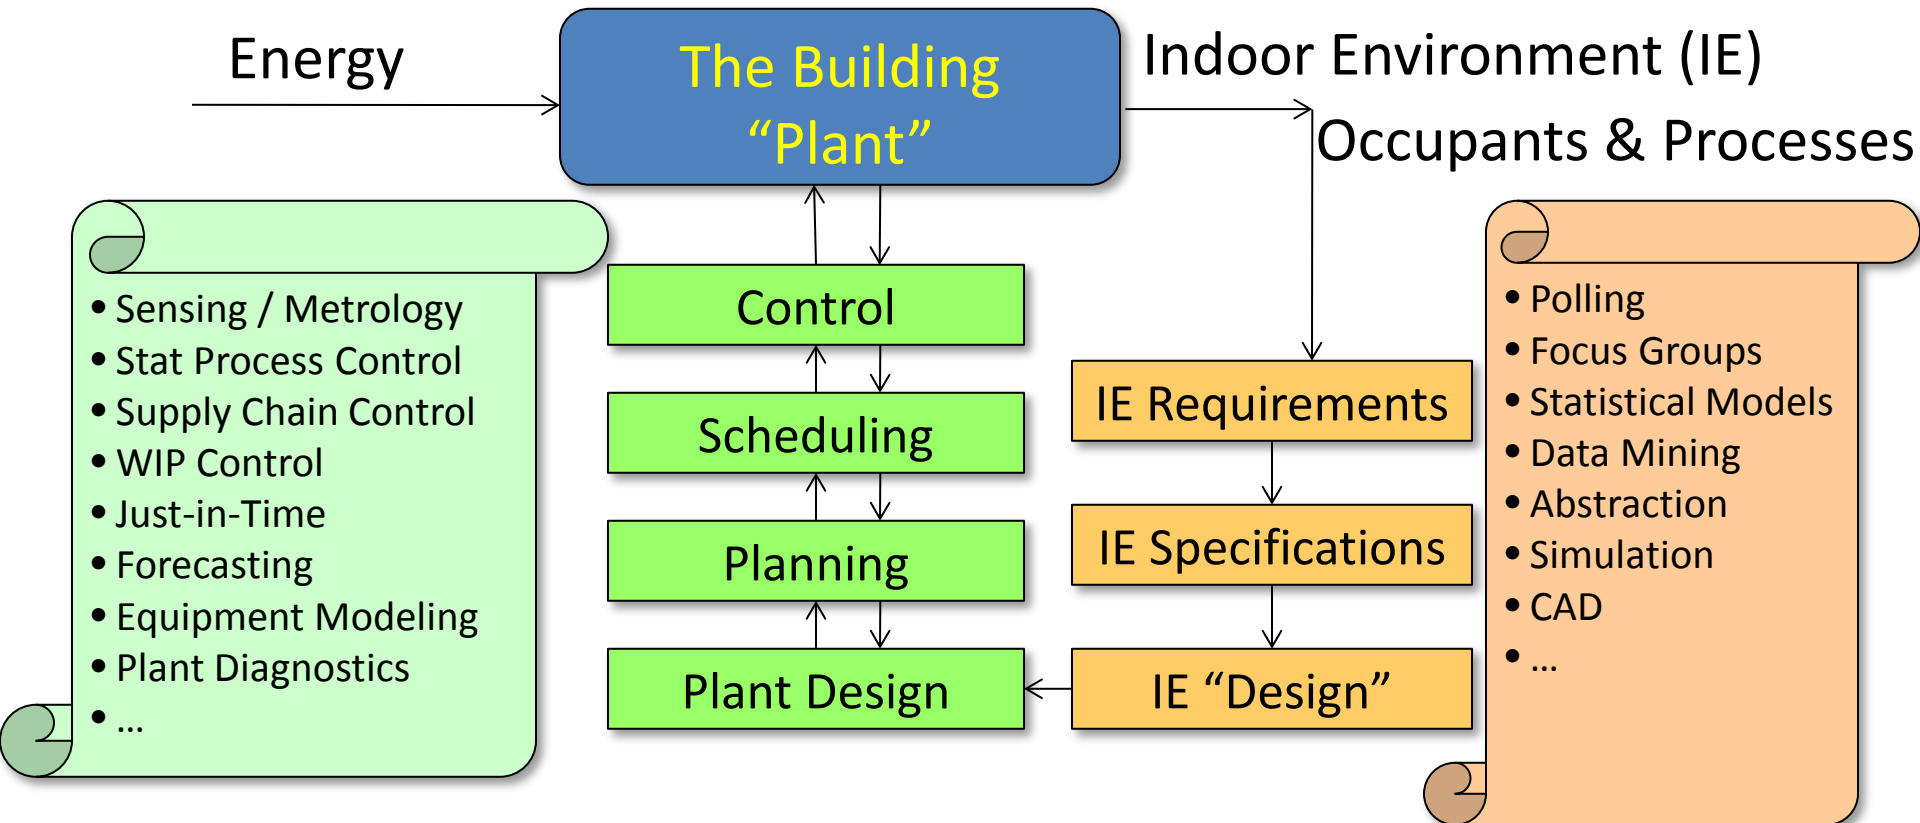 Energy
The Building
“Plant”
Indoor Environment (IE)
Occupants & Processes
• Sensing / Metrology
• Stat Process Control
• Supply Chain Control
• WIP Control
• Just-in-Time
• Forecasting
• Equipment Modeling
• Plant Diagnostics
• ...
Control
Scheduling
Planning
Plant Design
IE Requirements
IE Specifications
IE “Design”
• Polling
• Focus Groups
• Statistical Models
• Data Mining
• Abstraction
• Simulation
• CAD
• ...